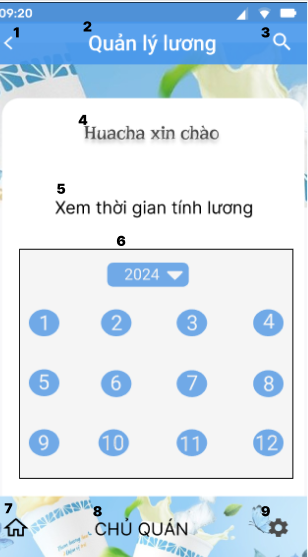 09:20
1 2 3
Quản lý lương
4
Huacha xin chào
5
Xem thời gian tính lương
6
2024
1 2 3 4
5 6 7 8
9 10 11 12
7 8 9
CHỦ QUÁN